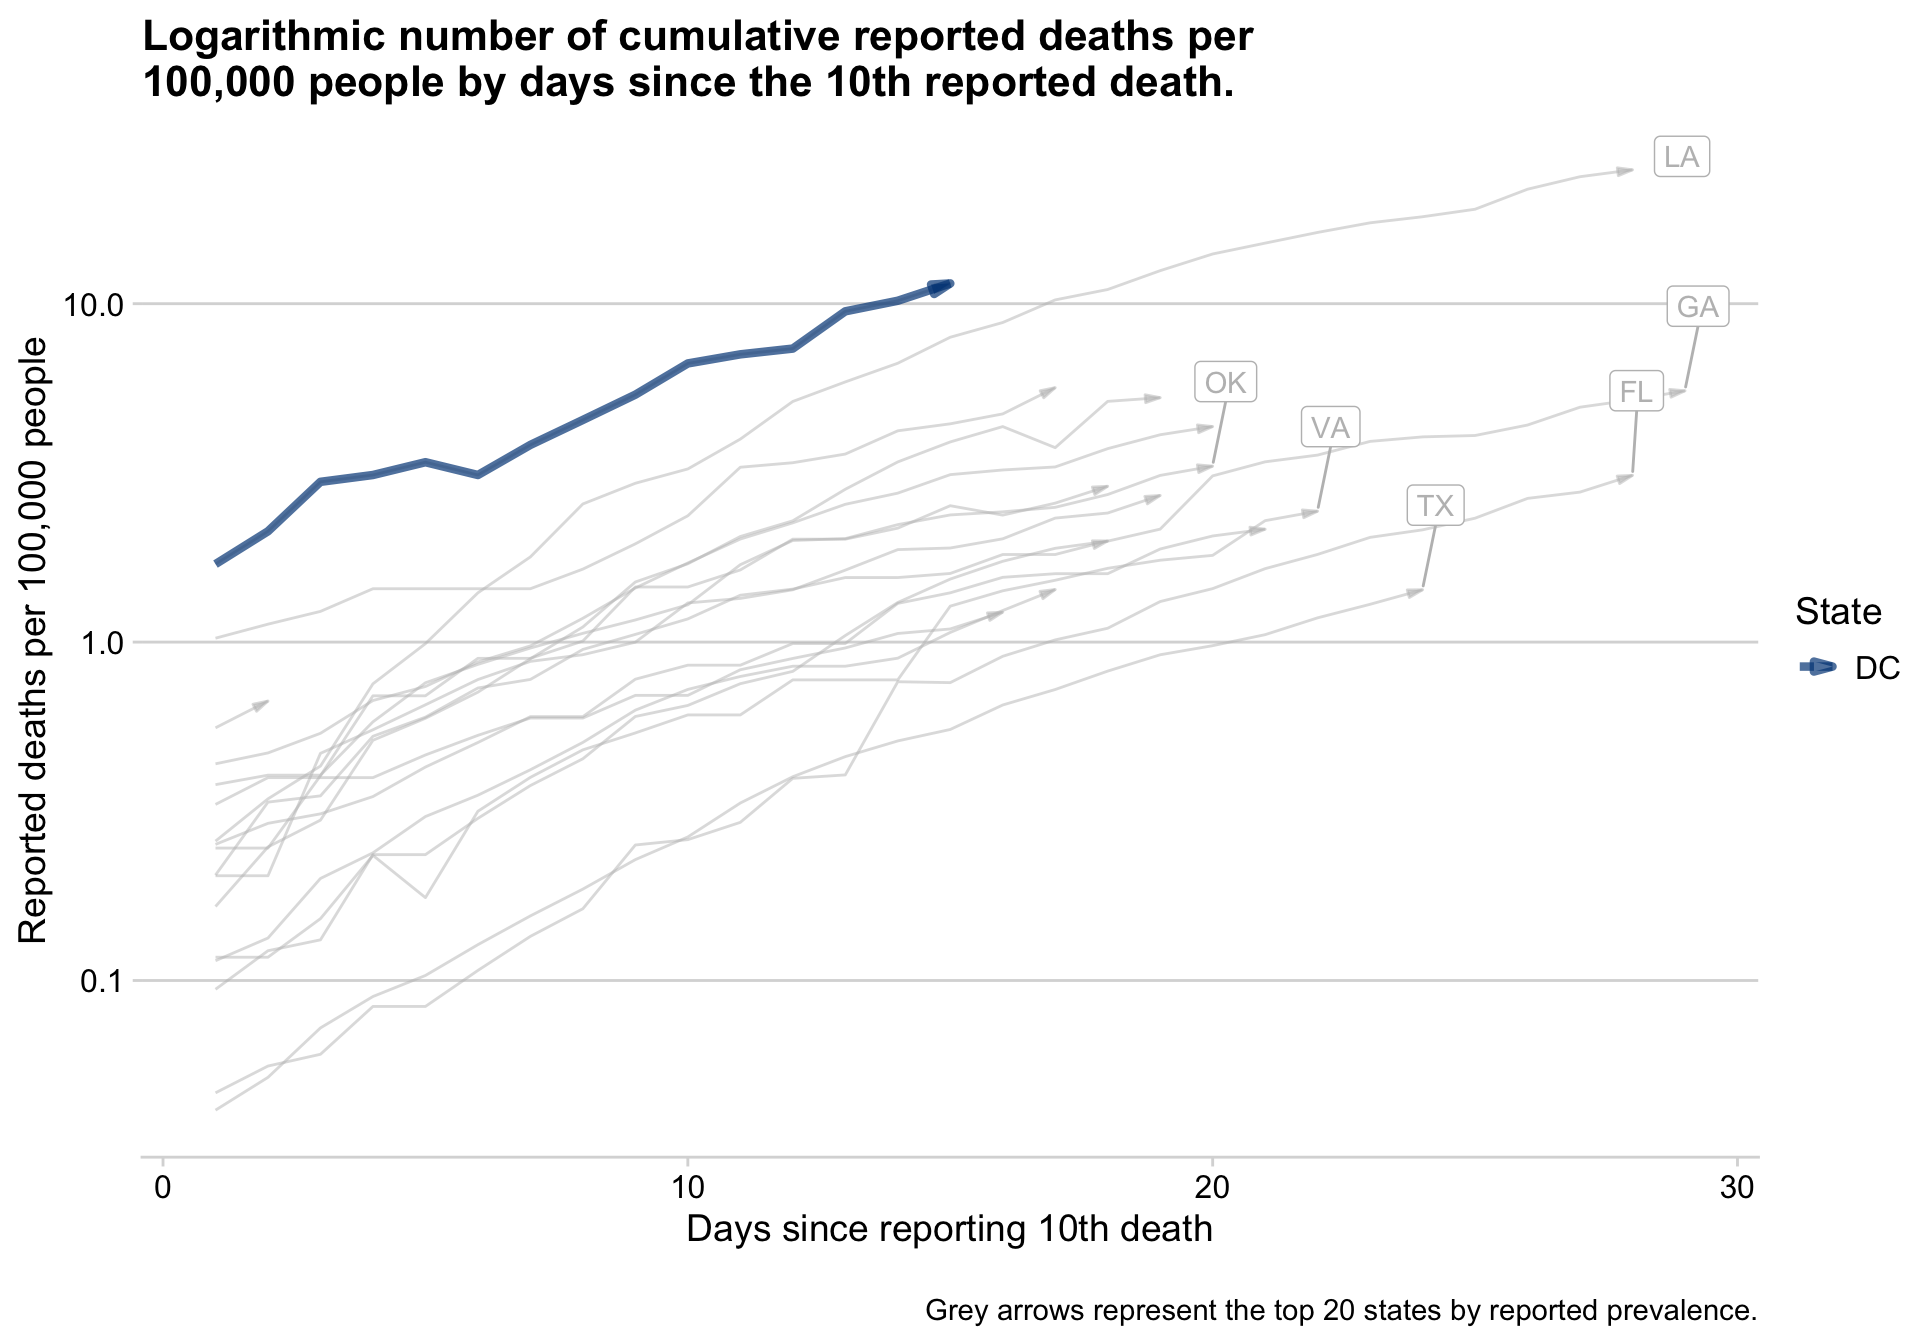 Logarithmic number of cumulative reported deaths per
100,000 people by days since the 10th reported death.
LA
10.0
GA
OK
FL
VA
TX
Reported deaths per 100,000 people
State
DC
1.0
0.1
0
10
20
30
Days since reporting 10th death
Grey arrows represent the top 20 states by reported prevalence.